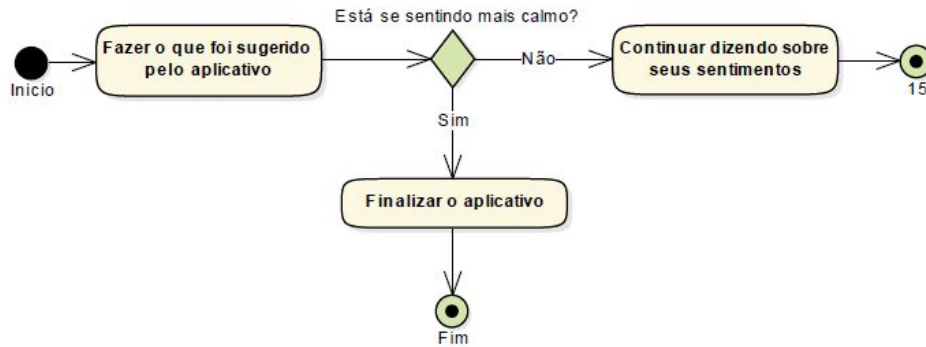 Está se sentindo mais calmo?
Fazer o que foi sugerido
pelo aplicativo
Inicio
Não
Continuar dizendo sobre
seus sentimentos
15
Sim
Finalizar o aplicativo
Fim